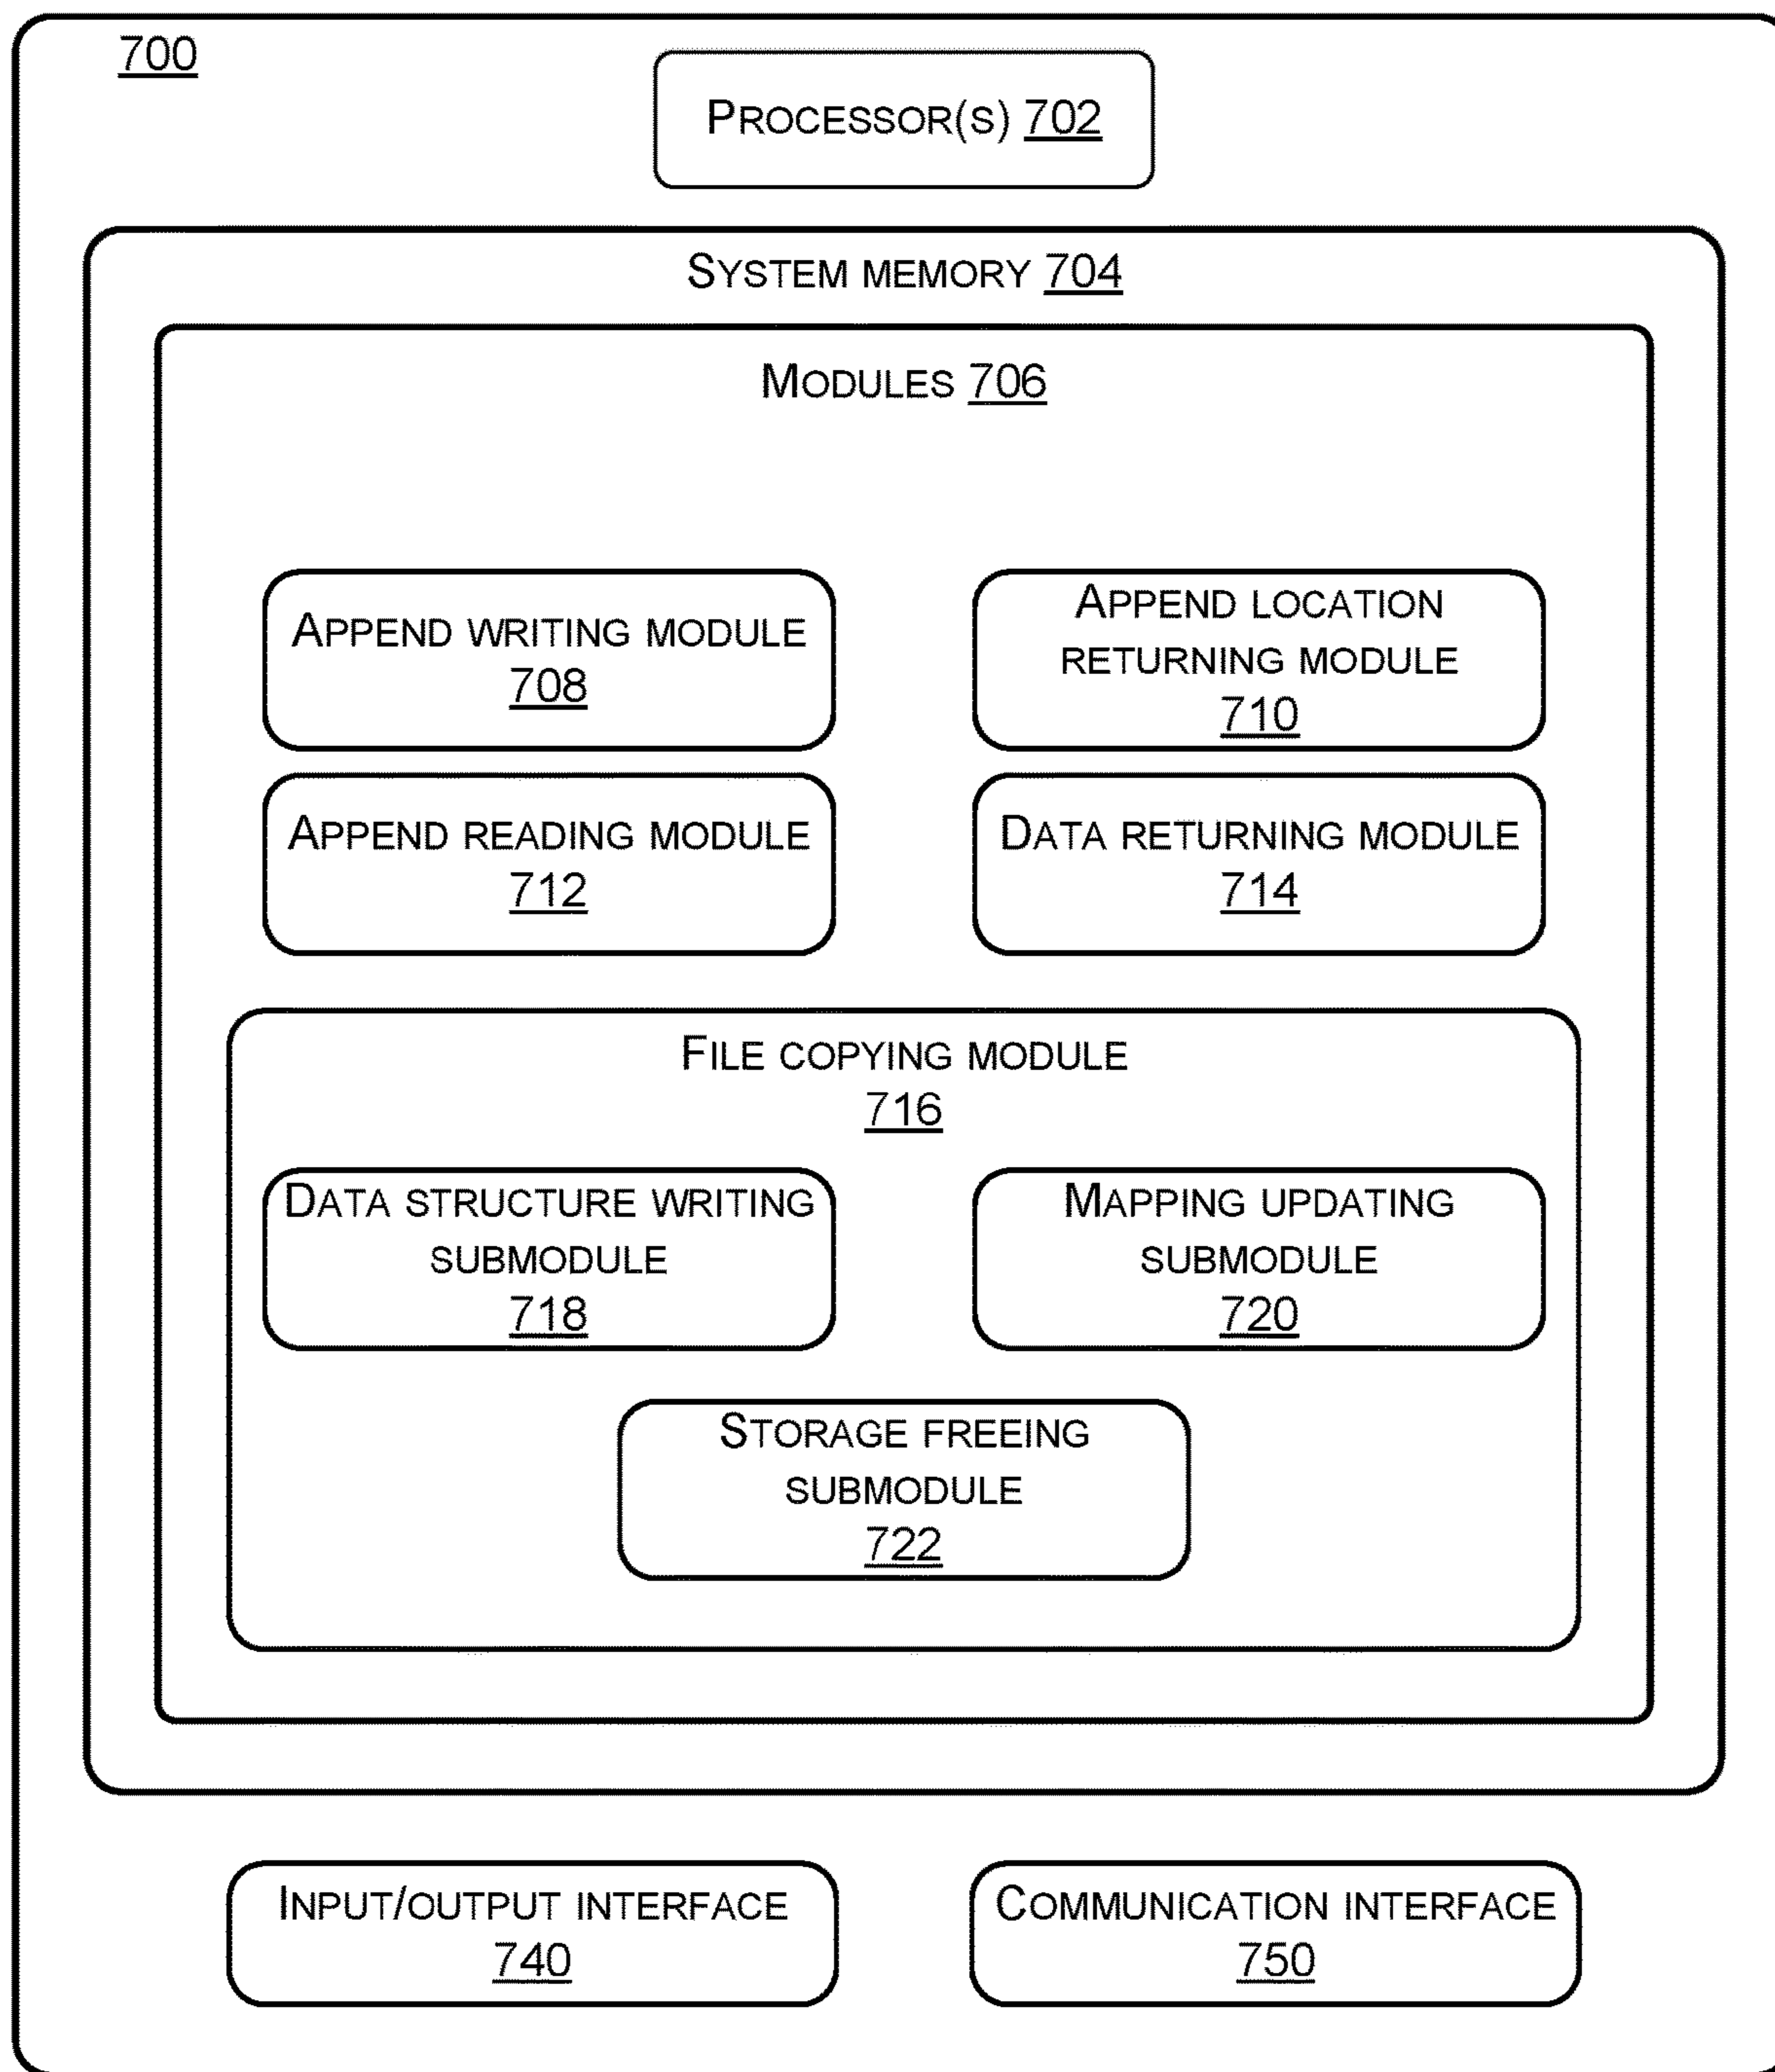 700
PROCESSOR(S) 702
SYSTEM MEMORY 704
MODULES 706
APPEND WRITING MODULE
708
APPEND LOCATION
RETURNING MODULE
710
APPEND READING MODULE
712
DATA RETURNING MODULE
714
FILE COPYING MODULE
716
DATA STRUCTURE WRITING
SUBMODULE
718
MAPPING UPDATING
SUBMODULE
720
STORAGE FREEING
SUBMODULE
722
INPUT/OUTPUT INTERFACE
740
COMMUNICATION INTERFACE
750